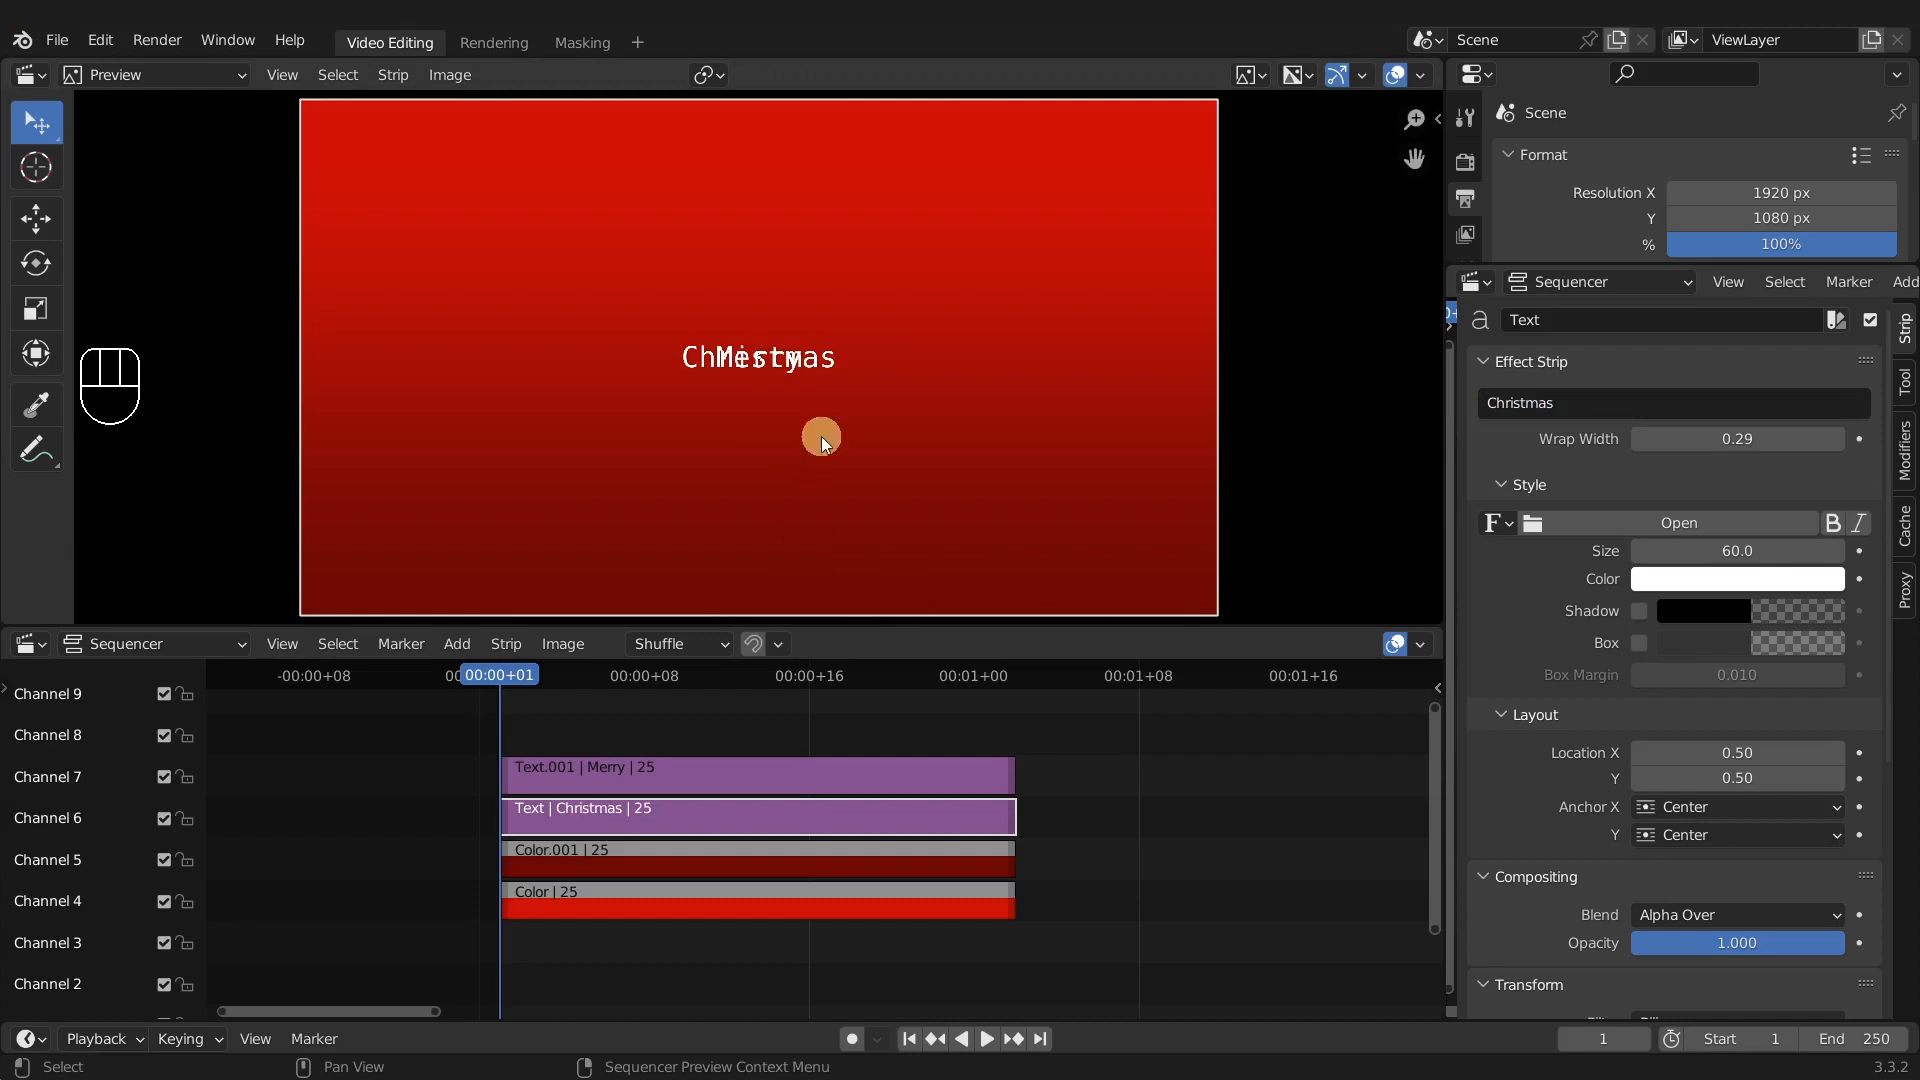 File Edit Render Window Help Video Editing Rendering Masking + Scene ViewLayer
Preview View Select Strip Image
Scene
Format
Resolution X 1920 px
Y 1080 px
% 100%
Sequencer View Select Marker Add
Text
Effect Strip
Christmas
Wrap Width 0.29
Style
F Open B I
Size 60.0
Color
Shadow
Box
Box Margin 0.010
Layout
Location X 0.50
Y 0.50
Anchor X Center
Y Center
Compositing
Blend Alpha Over
Opacity 1.000
Transform
Strip
Tool
Modifiers
Cache
Proxy
Christmas
Merry
Sequencer View Select Marker Add Strip Image Shuffle
-00:00+08 00:00+01 00:00+08 00:00+16 00:01+00 00:01+08 00:01+16
Channel 9
Channel 8
Channel 7
Text.001 | Merry | 25
Channel 6
Text | Christmas | 25
Channel 5
Color.001 | 25
Channel 4
Color | 25
Channel 3
Channel 2
Playback Keying View Marker 1 Start 1 End 250
Select Pan View Sequencer Preview Context Menu 3.3.2